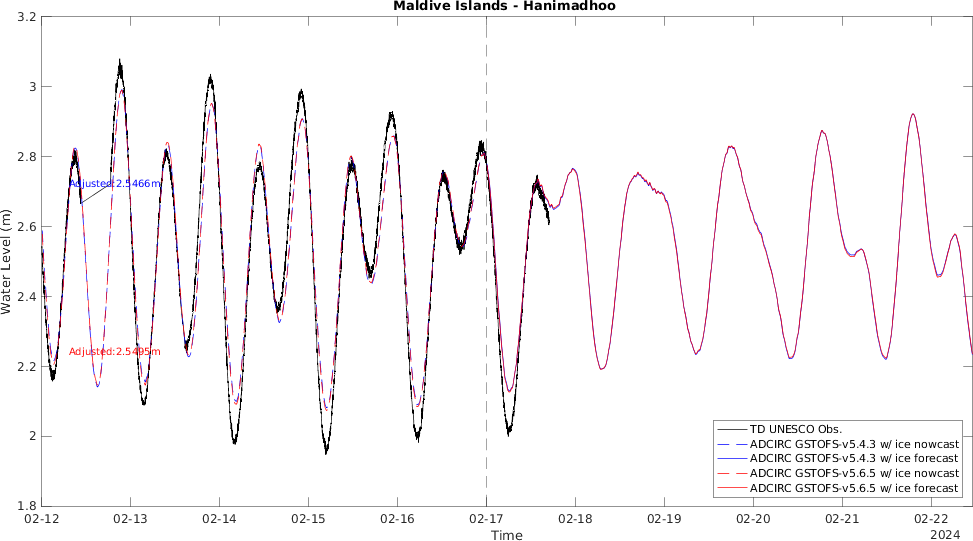 Maldive Islands - Hanimadhoo
Water Level (m)
3.2
3
2.8
2.6
2.4
2.2
2
1.8
Adjusted:2.5466m
Adjusted:2.5495m
TD UNESCO Obs.
ADCIRC GSTOFS-v5.4.3 w/ ice nowcast
ADCIRC GSTOFS-v5.4.3 w/ ice forecast
ADCIRC GSTOFS-v5.6.5 w/ ice nowcast
ADCIRC GSTOFS-v5.6.5 w/ ice forecast
02-12 02-13 02-14 02-15 02-16 02-17 02-18 02-19 02-20 02-21 02-22
Time
2024